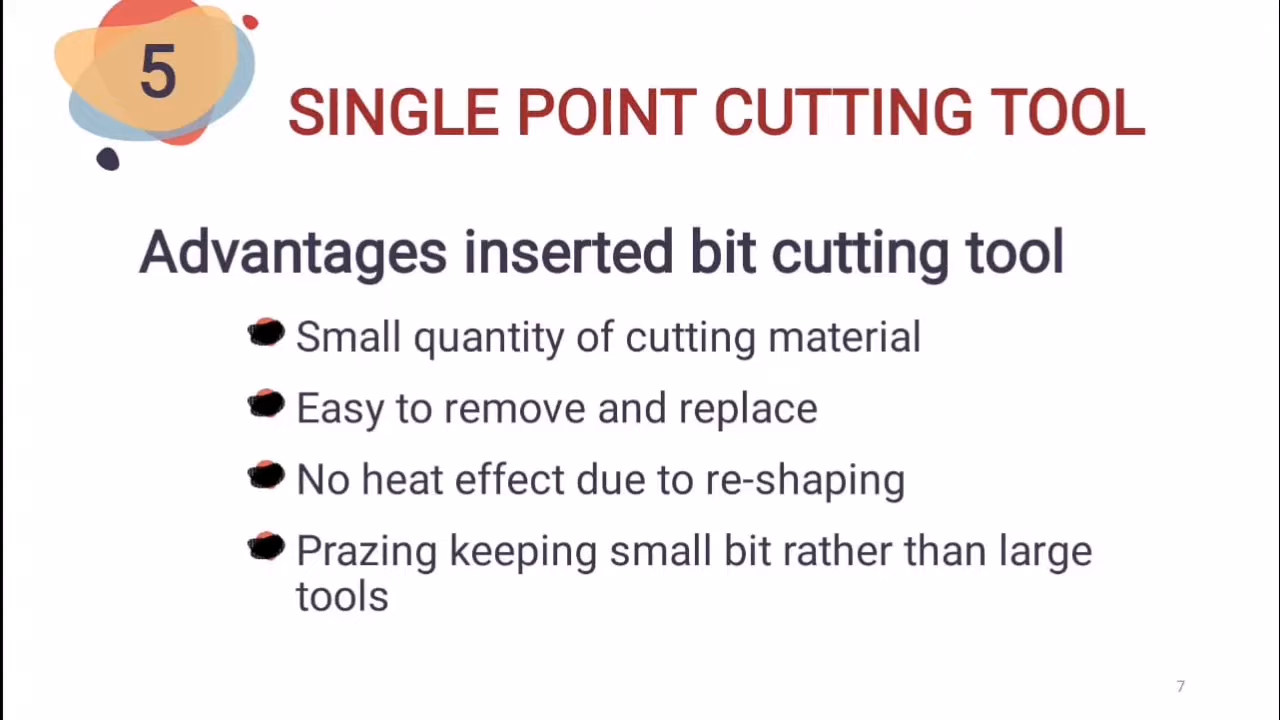 5
SINGLE POINT CUTTING TOOL
Advantages inserted bit cutting tool
Small quantity of cutting material
Easy to remove and replace
No heat effect due to re-shaping
Prazing keeping small bit rather than large
tools
7